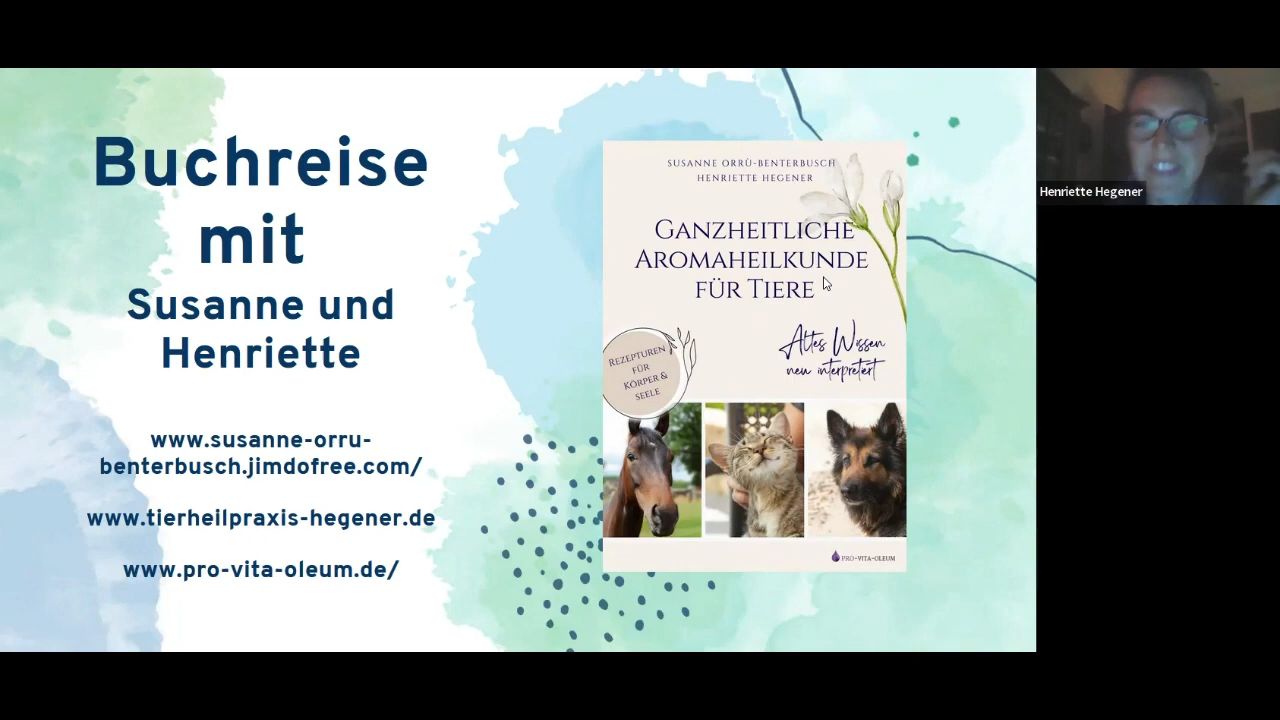 Buchreise
mit
Susanne und
Henriette
www.susanne-orru-
benterbusch.jimdofree.com/
www.tierheilpraxis-hegener.de
www.pro-vita-oleum.de/
SUSANNE ORRÙ-BENTERBUSCH
HENRIETTE HEGENER
GANZHEITLICHE
AROMAHEILKUNDE
FÜR TIERE
Altes Wissen
neu interpretiert
REZEPTUREN
FÜR
KÖRPER &
SEELE
PRO-VITA-OLEUM
Henriette Hegener